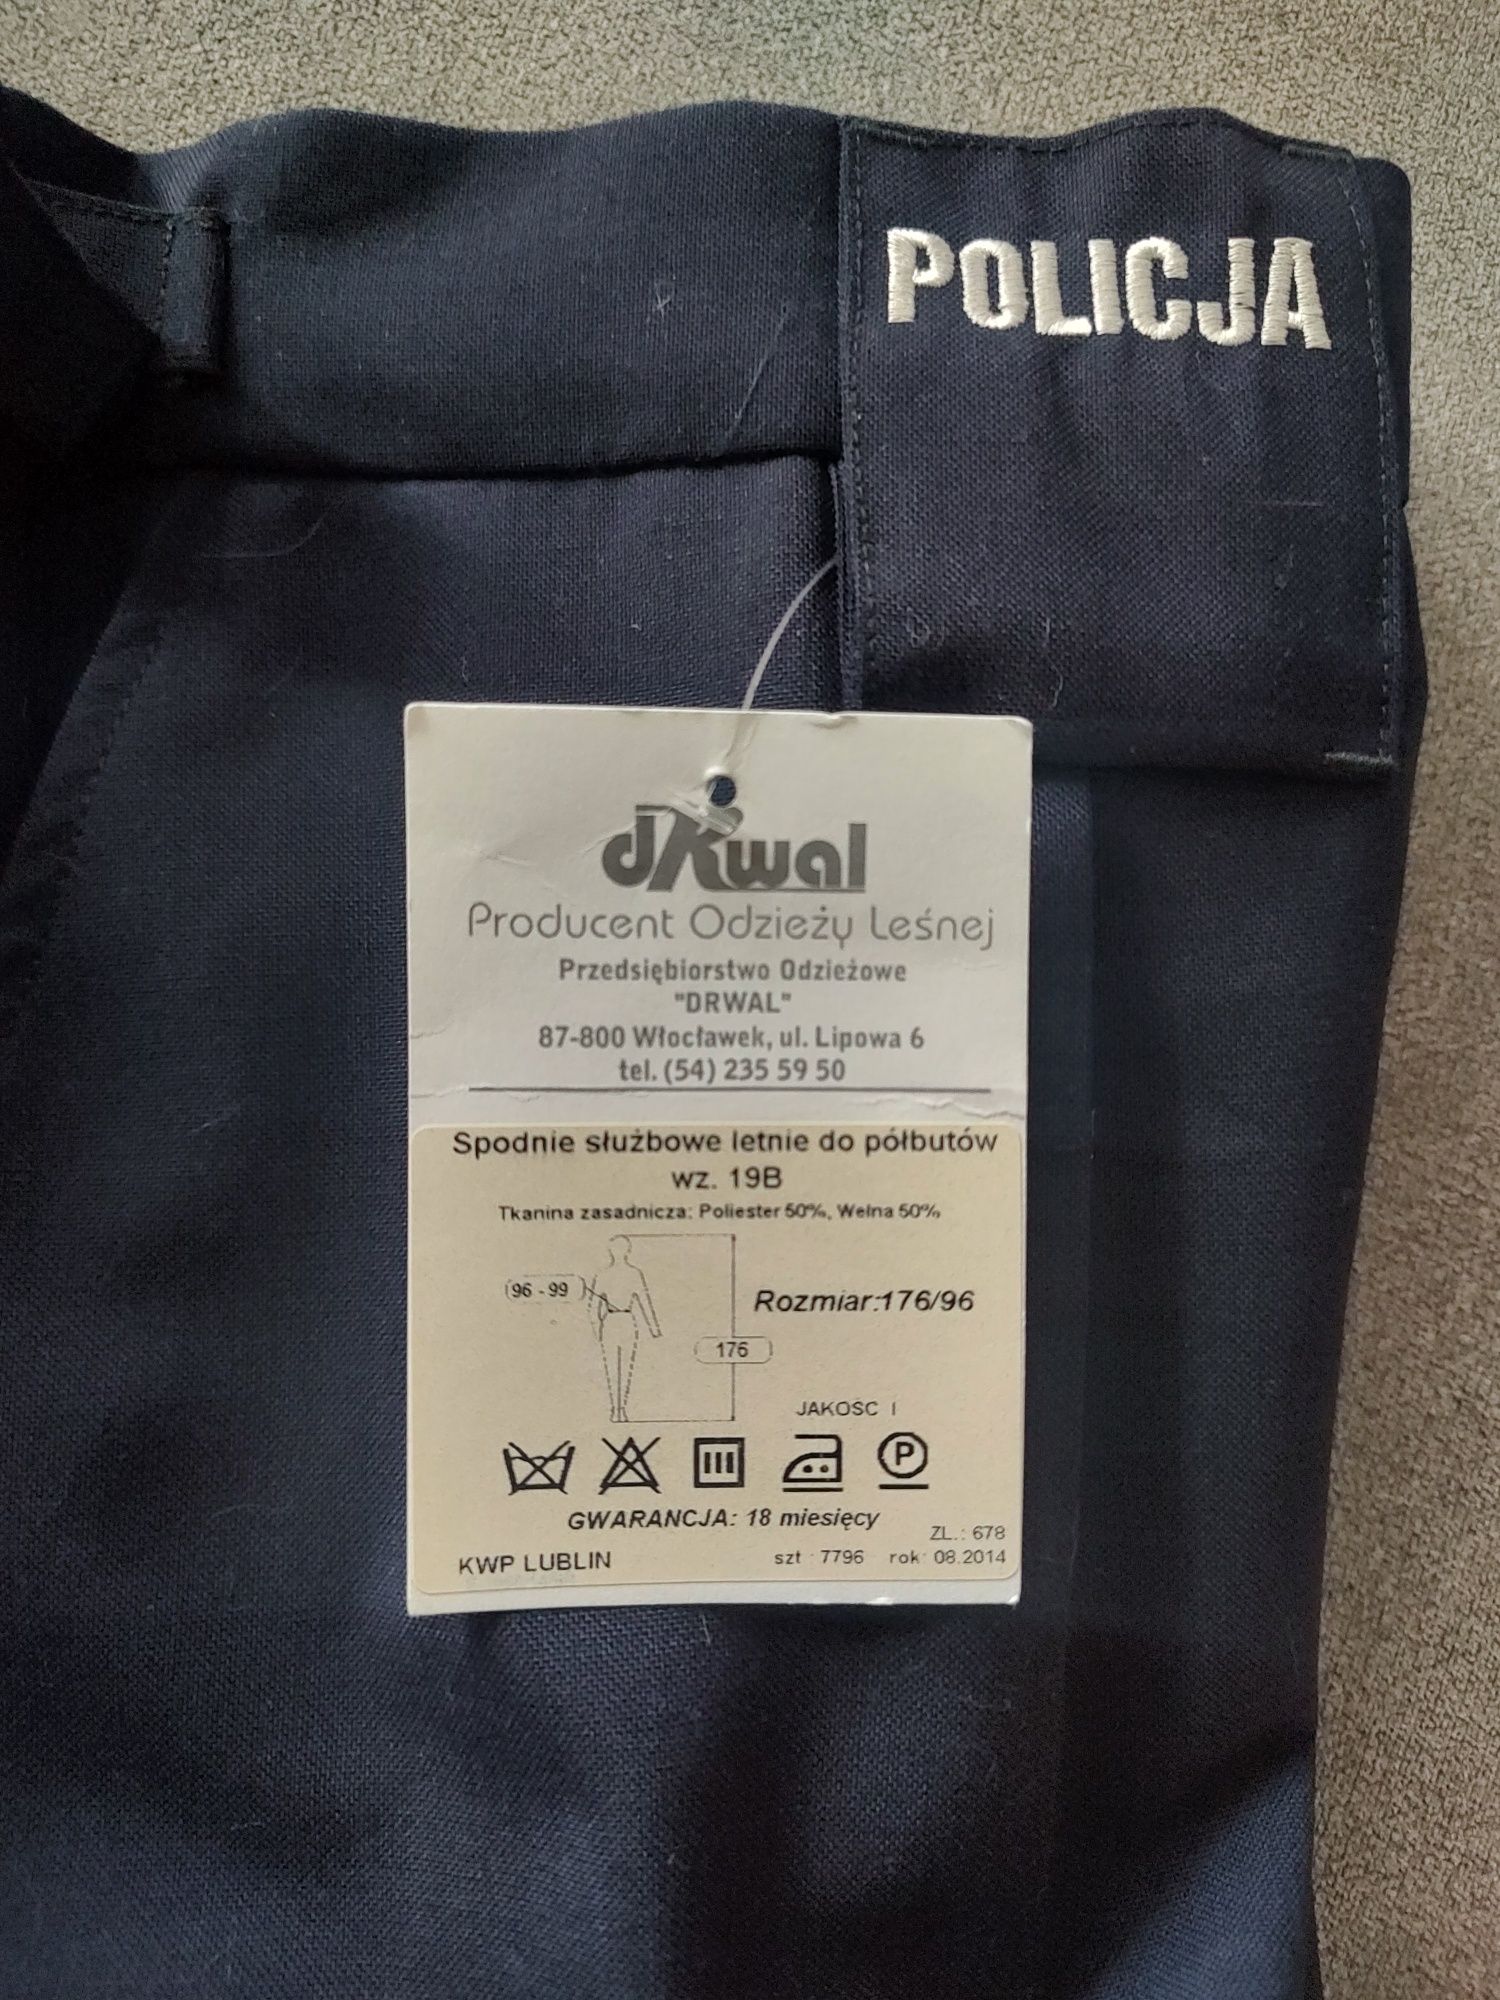 POLICJA
dRwal
Producent Odzieży Leśnej
Przedsiębiorstwo Odzieżowe
"DRWAL"
87-800 Włocławek, ul. Lipowa 6
tel. (54) 235 59 50
Spodnie służbowe letnie do półbutów
wz. 19B
Tkanina zasadnicza: Poliester 50%, Wełna 50%
96 - 99
Rozmiar:176/96
176
JAKOŚĆ I
P
GWARANCJA: 18 miesięcy
ZL.: 678
KWP LUBLIN szt : 7796 rok: 08.2014